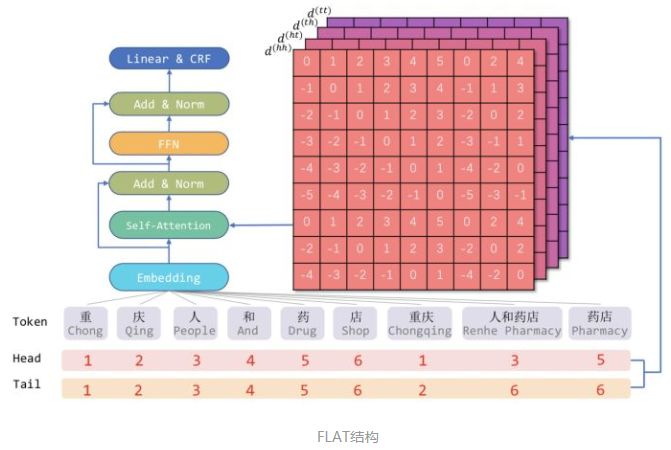 d(tt)
d(th)
d(ht)
d(hh)
Linear & CRF
Add & Norm
FFN
Add & Norm
Self-Attention
Embedding
0 1 2 3 4 5 0 2 4
-1 0 1 2 3 4 -1 1 3
-2 -1 0 1 2 3 -2 0 2
-3 -2 -1 0 1 2 -3 -1 1
-4 -3 -2 -1 0 1 -4 -2 0
-5 -4 -3 -2 -1 0 -5 -3 -1
0 1 2 3 4 5 0 2 4
-2 -1 0 1 2 3 -2 0 2
-4 -3 -2 -1 0 1 -4 -2 0
Token 重 庆 人 和 药 店 重庆 人和药店 药店
Chong Qing People And Drug Shop Chongqing Renhe Pharmacy Pharmacy
Head 1 2 3 4 5 6 1 3 5
Tail 1 2 3 4 5 6 2 6 6
FLAT结构